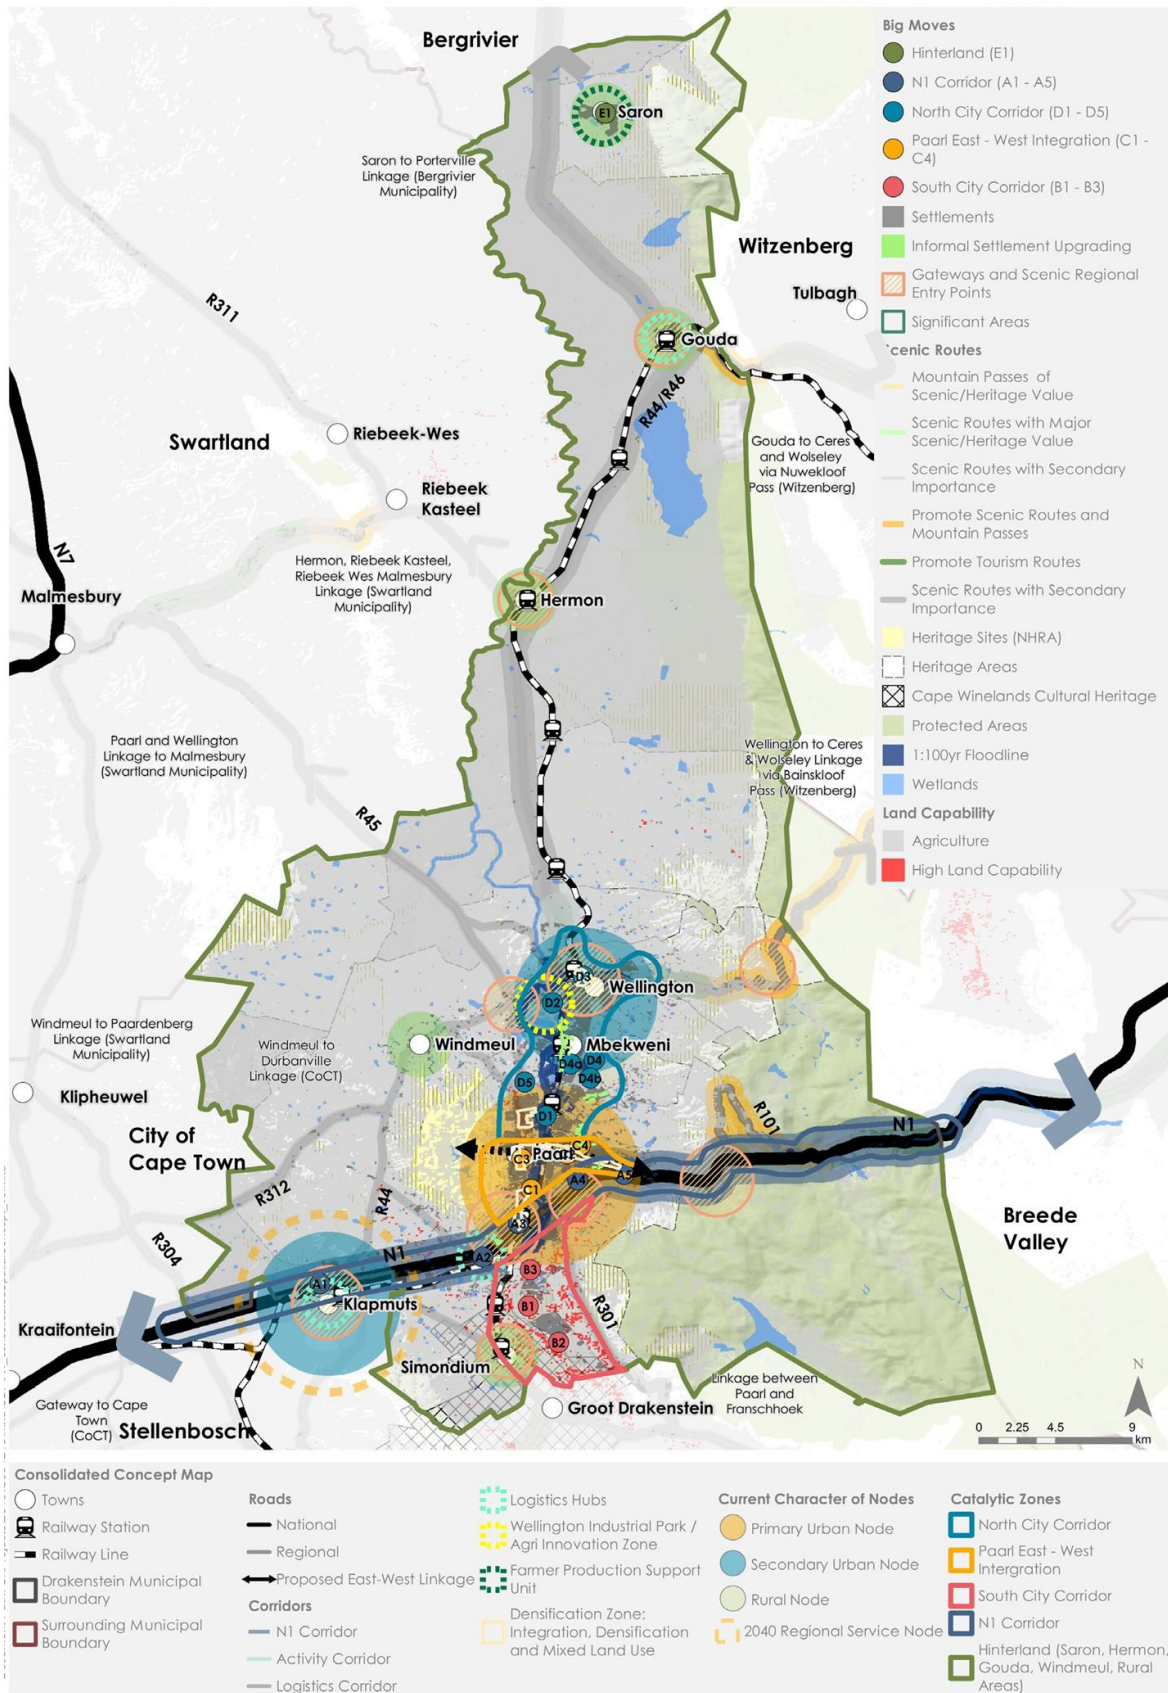 Bergrivier
Saron
E1
Saron to Porterville
Linkage (Bergrivier
Municipality)
Witzenberg
Tulbagh
R311
Gouda
R44/R46
Swartland
Riebeek-Wes
Riebeek
Kasteel
Gouda to Ceres
and Wolseley
via Nuwekloof
Pass (Witzenberg)
N7
Hermon, Riebeek Kasteel,
Riebeek Wes Malmesbury
Linkage (Swartland
Municipality)
Malmesbury
Hermon
Paarl and Wellington
Linkage to Malmesbury
(Swartland Municipality)
Wellington to Ceres
& Wolseley Linkage
via Bainskloof
Pass (Witzenberg)
R45
D3
Wellington
D2
Windmeul to
Paardenberg
Linkage (Swartland
Municipality)
Windmeul to
Durbanville
Linkage (CoCT)
Windmeul
Mbekweni
D4
D4a
D4b
D5
D1
Klipheuwel
City of
Cape Town
R101
N1
C4
C3
Paarl
A5
A4
C1
A3
R312
R44
R304
N1
A2
A1
Klapmuts
B3
B1
B2
R301
Breede
Valley
Kraaifontein
Simondium
Gateway to Cape
Town
(CoCT)
Stellenbosch
Groot Drakenstein
Linkage between
Paarl and
Franschhoek
N
0 2.25 4.5 9
km
Big Moves
Hinterland (E1)
N1 Corridor (A1 - A5)
North City Corridor (D1 - D5)
Paarl East - West Integration (C1 -
C4)
South City Corridor (B1 - B3)
Settlements
Informal Settlement Upgrading
Gateways and Scenic Regional
Entry Points
Significant Areas
Scenic Routes
Mountain Passes of
Scenic/Heritage Value
Scenic Routes with Major
Scenic/Heritage Value
Scenic Routes with Secondary
Importance
Promote Scenic Routes and
Mountain Passes
Promote Tourism Routes
Scenic Routes with Secondary
Importance
Heritage Sites (NHRA)
Heritage Areas
Cape Winelands Cultural Heritage
Protected Areas
1:100yr Floodline
Wetlands
Land Capability
Agriculture
High Land Capability
Consolidated Concept Map
Towns
Railway Station
Railway Line
Drakenstein Municipal
Boundary
Surrounding Municipal
Boundary
Roads
National
Regional
Proposed East-West Linkage
Corridors
N1 Corridor
Activity Corridor
Logistics Corridor
Logistics Hubs
Wellington Industrial Park /
Agri Innovation Zone
Farmer Production Support
Unit
Densification Zone:
Integration, Densification
and Mixed Land Use
Current Character of Nodes
Primary Urban Node
Secondary Urban Node
Rural Node
2040 Regional Service Node
Catalytic Zones
North City Corridor
Paarl East - West
Intergration
South City Corridor
N1 Corridor
Hinterland (Saron, Hermon,
Gouda, Windmeul, Rural
Areas)